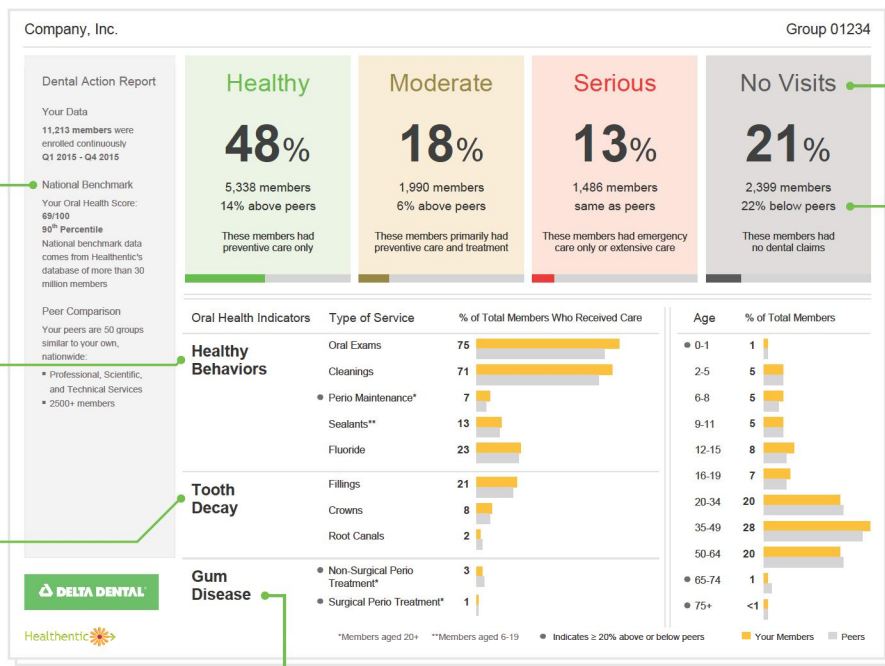 Company, Inc.
Group 01234
Dental Action Report
Your Data
11,213 members were
enrolled continuously
Q1 2015 - Q4 2015
National Benchmark
Your Oral Health Score:
69/100
90th Percentile
National benchmark data
comes from Healthentic's
database of more than 30
million members
Peer Comparison
Your peers are 50 groups
similar to your own,
nationwide:
▪ Professional, Scientific,
and Technical Services
▪ 2500+ members
Healthy
48%
5,338 members
14% above peers
These members had
preventive care only
Moderate
18%
1,990 members
6% above peers
These members primarily had
preventive care and treatment
Serious
13%
1,486 members
same as peers
These members had emergency
care only or extensive care
No Visits
21%
2,399 members
22% below peers
These members had
no dental claims
Oral Health Indicators Type of Service % of Total Members Who Received Care
Healthy
Behaviors
Oral Exams 75
Cleanings 71
● Perio Maintenance* 7
Sealants** 13
Fluoride 23
Tooth
Decay
Fillings 21
Crowns 8
Root Canals 2
Gum
Disease
● Non-Surgical Perio 3
Treatment*
● Surgical Perio Treatment* 1
Age % of Total Members
● 0-1 1
2-5 5
6-8 5
9-11 5
12-15 8
16-19 7
20-34 20
35-49 28
50-64 20
● 65-74 1
● 75+ <1
DELTA DENTAL
Healthentic
*Members aged 20+ **Members aged 6-19 ● Indicates ≥ 20% above or below peers Your Members Peers